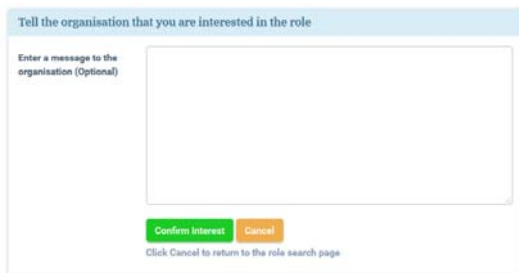 Tell the organisation that you are interested in the role
Enter a message to the
organisation (Optional)
Confirm Interest
Cancel
Click Cancel to return to the role search page